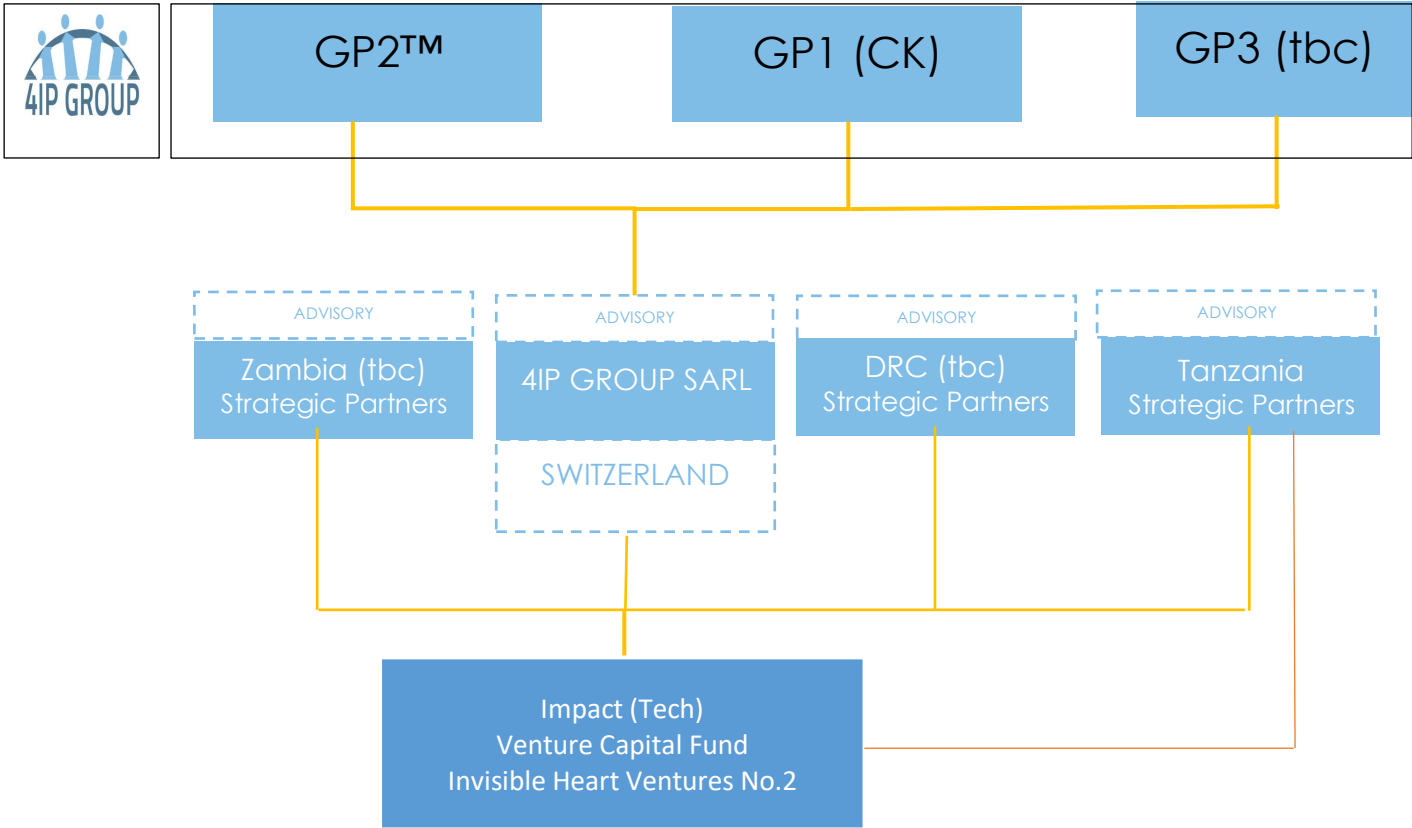 4IP GROUP
GP2™
GP1 (CK)
GP3 (tbc)
ADVISORY
Zambia (tbc)
Strategic Partners
ADVISORY
4IP GROUP SARL
SWITZERLAND
ADVISORY
DRC (tbc)
Strategic Partners
ADVISORY
Tanzania
Strategic Partners
Impact (Tech)
Venture Capital Fund
Invisible Heart Ventures No.2